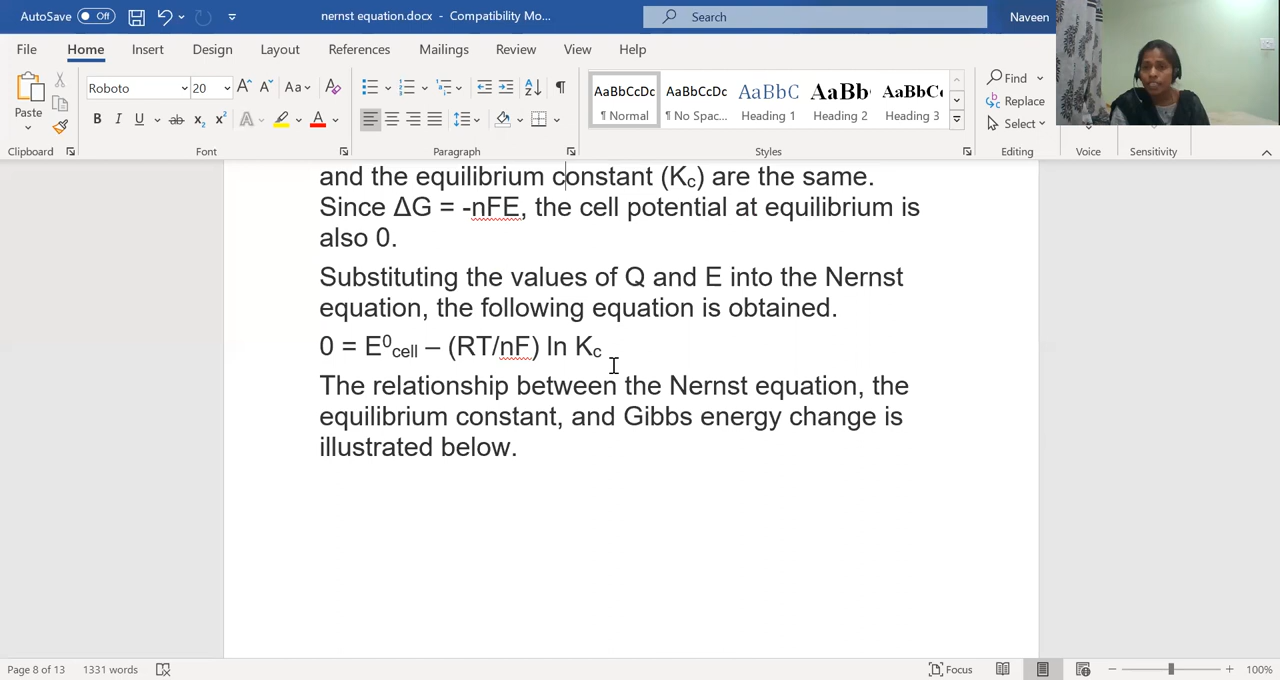 AutoSave Off nernst equation.docx - Compatibility Mo... Search Naveen
File Home Insert Design Layout References Mailings Review View Help
Paste Roboto 20 A A Aa A AaBbCcDc AaBbCcDc AaBbC AaBb AaBbCc Find
B I U ab x₂ x² A A ¶ Normal ¶ No Spac... Heading 1 Heading 2 Heading 3 Replace
Select
Clipboard Font Paragraph Styles Editing Voice Sensitivity
and the equilibrium constant (Kc) are the same.
Since ΔG = -nFE, the cell potential at equilibrium is
also 0.
Substituting the values of Q and E into the Nernst
equation, the following equation is obtained.
0 = E⁰cell – (RT/nF) ln Kc
The relationship between the Nernst equation, the
equilibrium constant, and Gibbs energy change is
illustrated below.
Page 8 of 13 1331 words Focus 100%